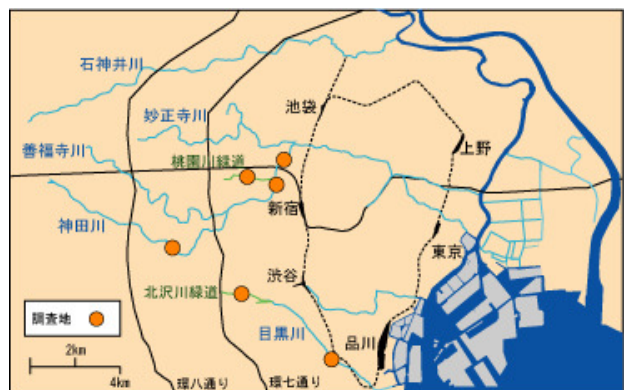 石神井川
池袋
妙正寺川
上野
善福寺川
桃園川緑道
新宿
神田川
東京
渋谷
北沢川緑道
調査地
目黒川
品川
2km
4km
環八通り
環七通り